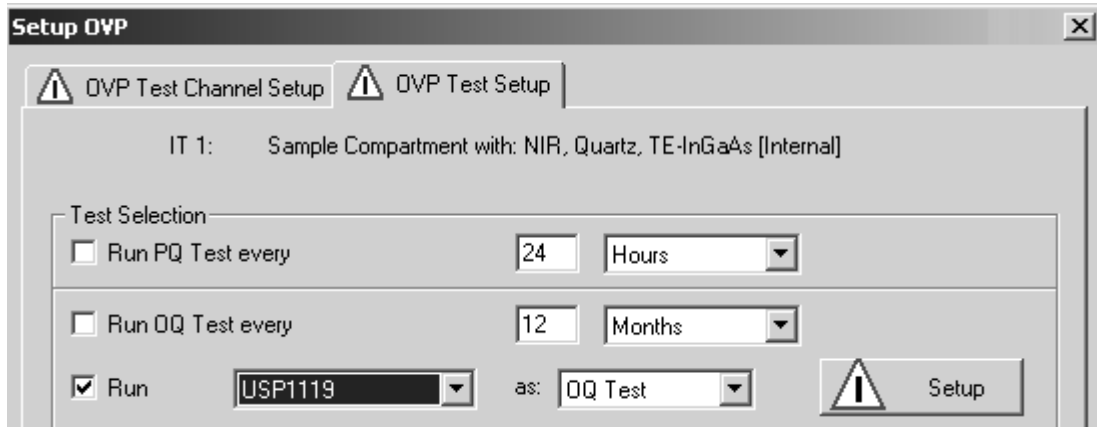 Setup OVP
OVP Test Channel Setup OVP Test Setup
IT 1: Sample Compartment with: NIR, Quartz, TE-InGaAs [Internal]
Test Selection
Run PQ Test every 24 Hours
Run OQ Test every 12 Months
Run USP1119 as: OQ Test Setup